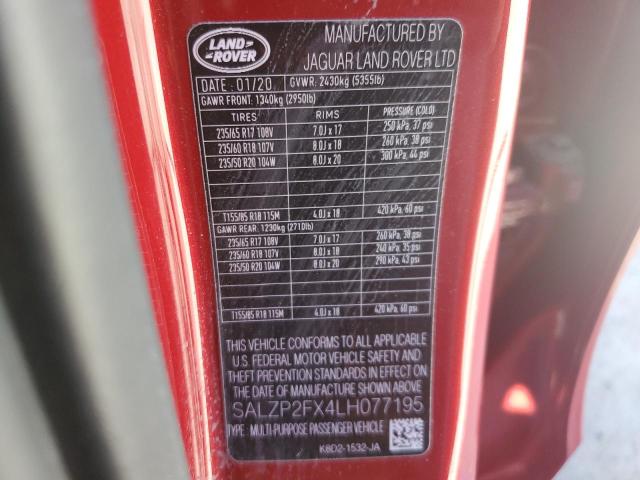 LAND ROVER
MANUFACTURED BY
JAGUAR LAND ROVER LTD
DATE: 01/20 GVWR: 2430kg (5355lb)
GAWR FRONT: 1340kg (2950lb)
TIRES RIMS PRESSURE (COLD)
235/65 R17 108V 7.0J x 17 250 kPa, 37 psi
235/60 R18 107V 8.0J x 18 260 kPa, 38 psi
235/50 R20 104W 8.0J x 20 300 kPa, 44 psi
T155/85 R18 115M 4.0J x 18 420 kPa, 60 psi
GAWR REAR: 1230kg (2710lb)
235/65 R17 108V 7.0J x 17 260 kPa, 38 psi
235/60 R18 107V 8.0J x 18 240 kPa, 35 psi
235/50 R20 104W 8.0J x 20 290 kPa, 43 psi
T155/85 R18 115M 4.0J x 18 420 kPa, 60 psi
THIS VEHICLE CONFORMS TO ALL APPLICABLE
U.S. FEDERAL MOTOR VEHICLE SAFETY AND
THEFT PREVENTION STANDARDS IN EFFECT ON
THE DATE OF MANUFACTURE SHOWN ABOVE
SALZP2FX4LH077195
TYPE: MULTI-PURPOSE PASSENGER VEHICLE
K8D2-1532-JA